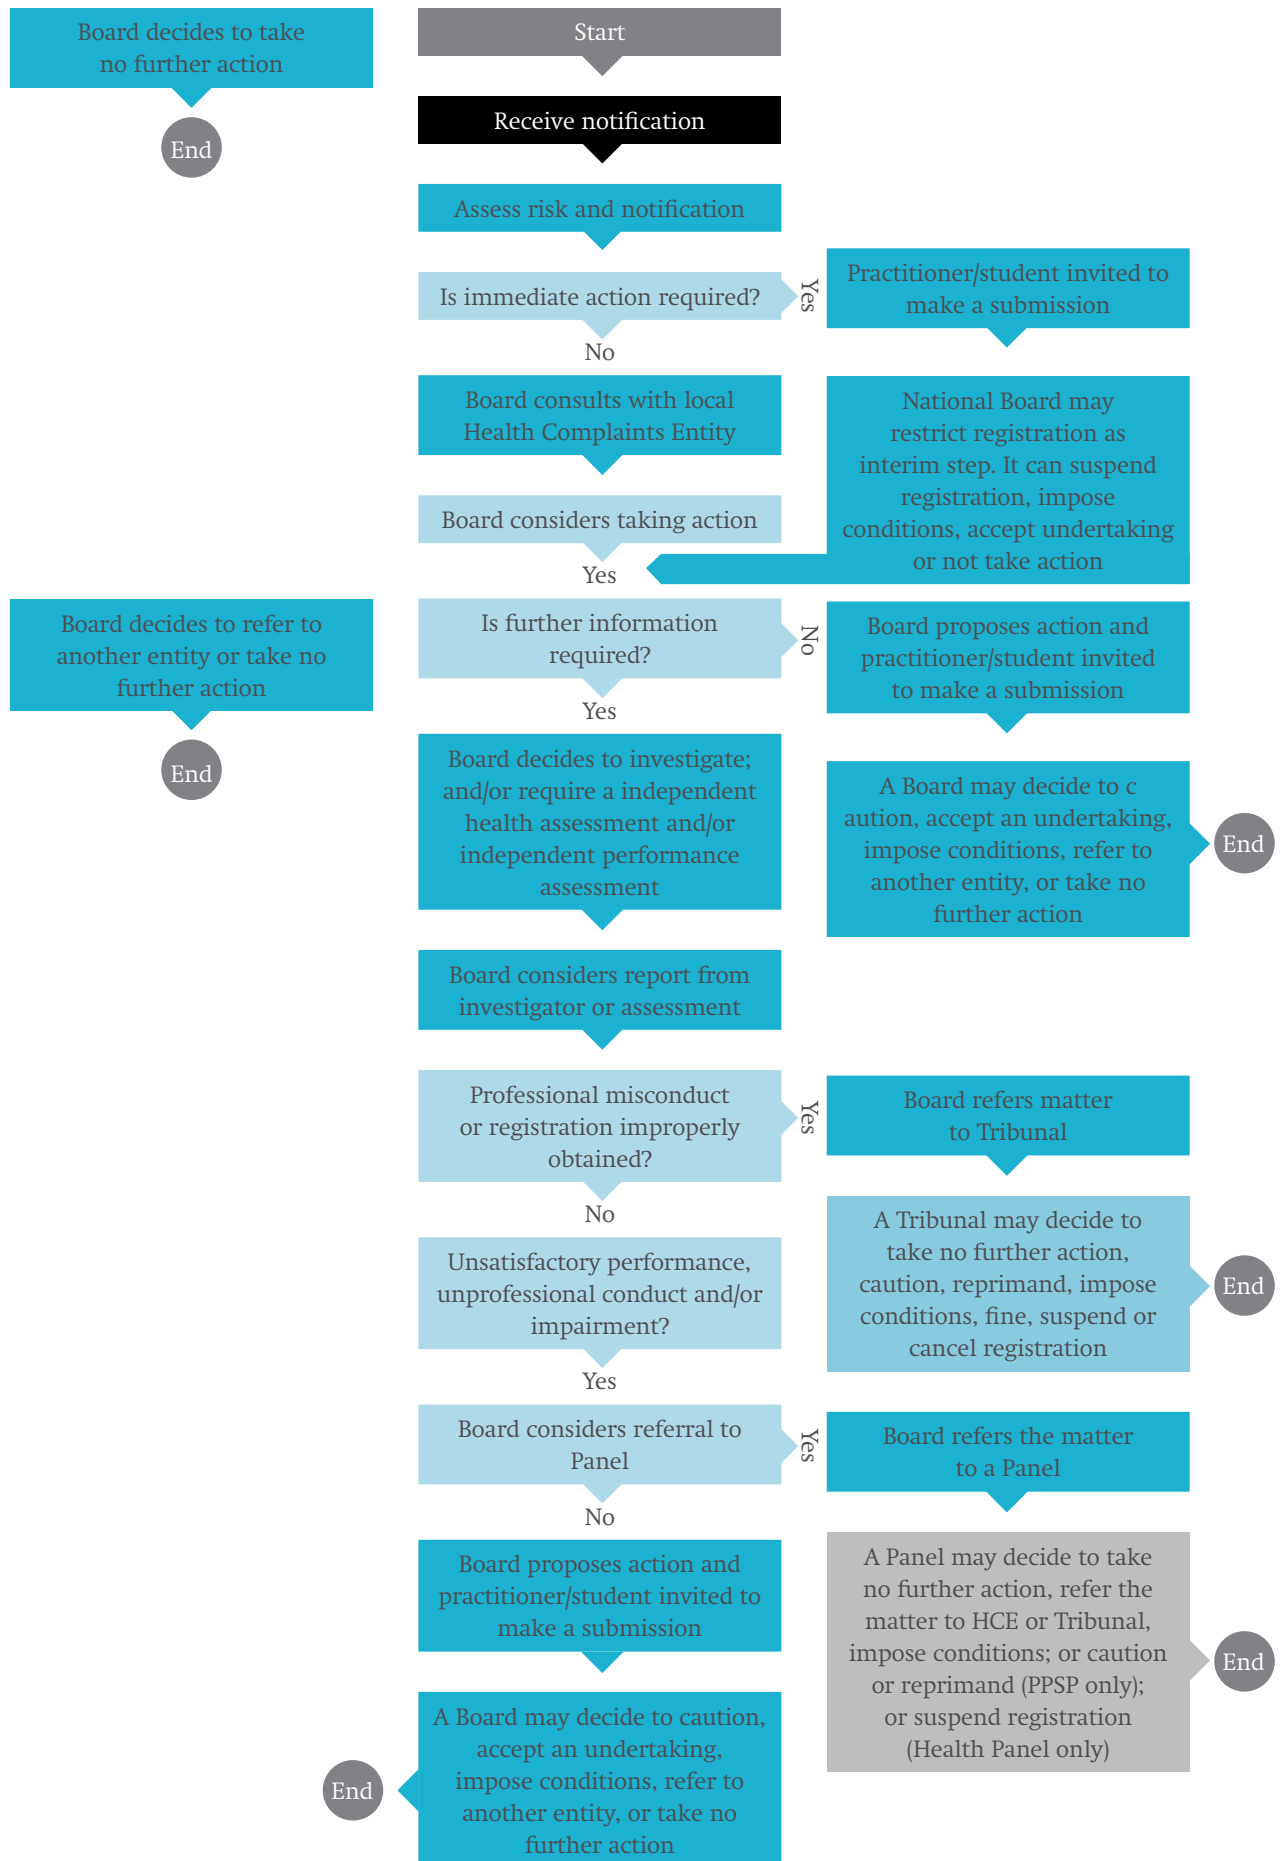 Board decides to take
no further action
End
Start
Receive notification
Assess risk and notification
Is immediate action required?
Yes
Practitioner/student invited to
make a submission
No
Board consults with local
Health Complaints Entity
National Board may
restrict registration as
interim step. It can suspend
registration, impose
conditions, accept undertaking
or not take action
Board considers taking action
Yes
Board decides to refer to
another entity or take no
further action
End
Is further information
required?
No
Board proposes action and
practitioner/student invited
to make a submission
Yes
Board decides to investigate;
and/or require a independent
health assessment and/or
independent performance
assessment
A Board may decide to c
aution, accept an undertaking,
impose conditions, refer to
another entity, or take no
further action
End
Board considers report from
investigator or assessment
Professional misconduct
or registration improperly
obtained?
Yes
Board refers matter
to Tribunal
No
A Tribunal may decide to
take no further action,
caution, reprimand, impose
conditions, fine, suspend or
cancel registration
End
Unsatisfactory performance,
unprofessional conduct and/or
impairment?
Yes
Board considers referral to
Panel
Yes
Board refers the matter
to a Panel
No
A Panel may decide to take
no further action, refer the
matter to HCE or Tribunal,
impose conditions; or caution
or reprimand (PPSP only);
or suspend registration
(Health Panel only)
End
Board proposes action and
practitioner/student invited to
make a submission
A Board may decide to caution,
accept an undertaking,
impose conditions, refer to
another entity, or take no
further action
End